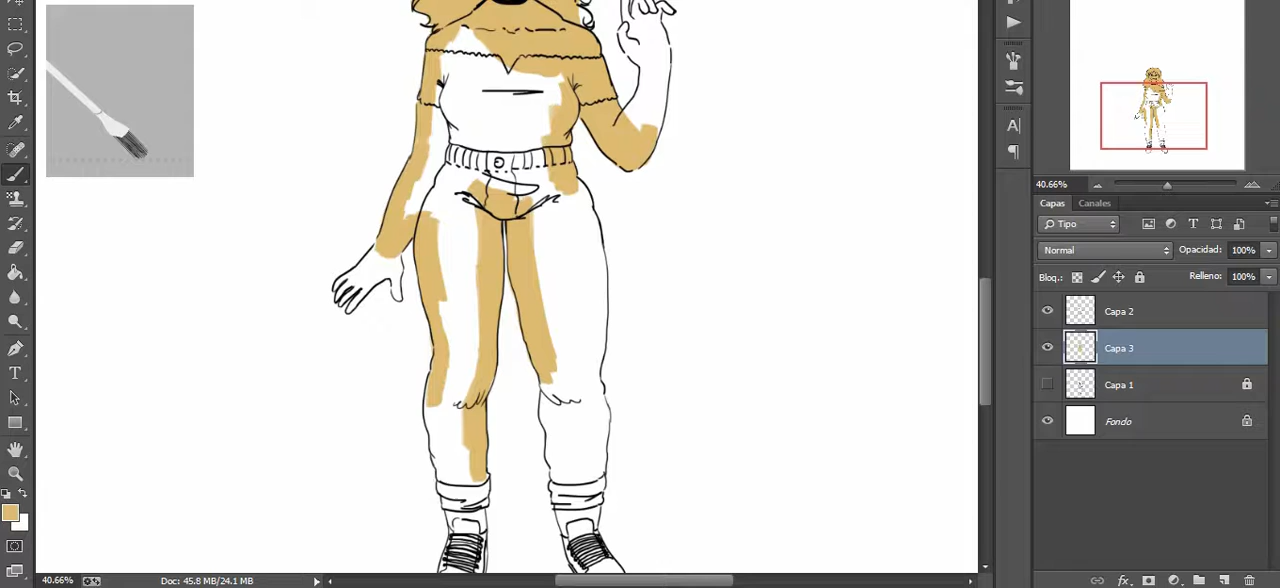 40.66%
Capas Canales
Tipo
Normal Opacidad: 100%
Bloq.: Relleno: 100%
Capa 2
Capa 3
Capa 1
Fondo
fx
40.66% Doc: 45.8 MB/24.1 MB